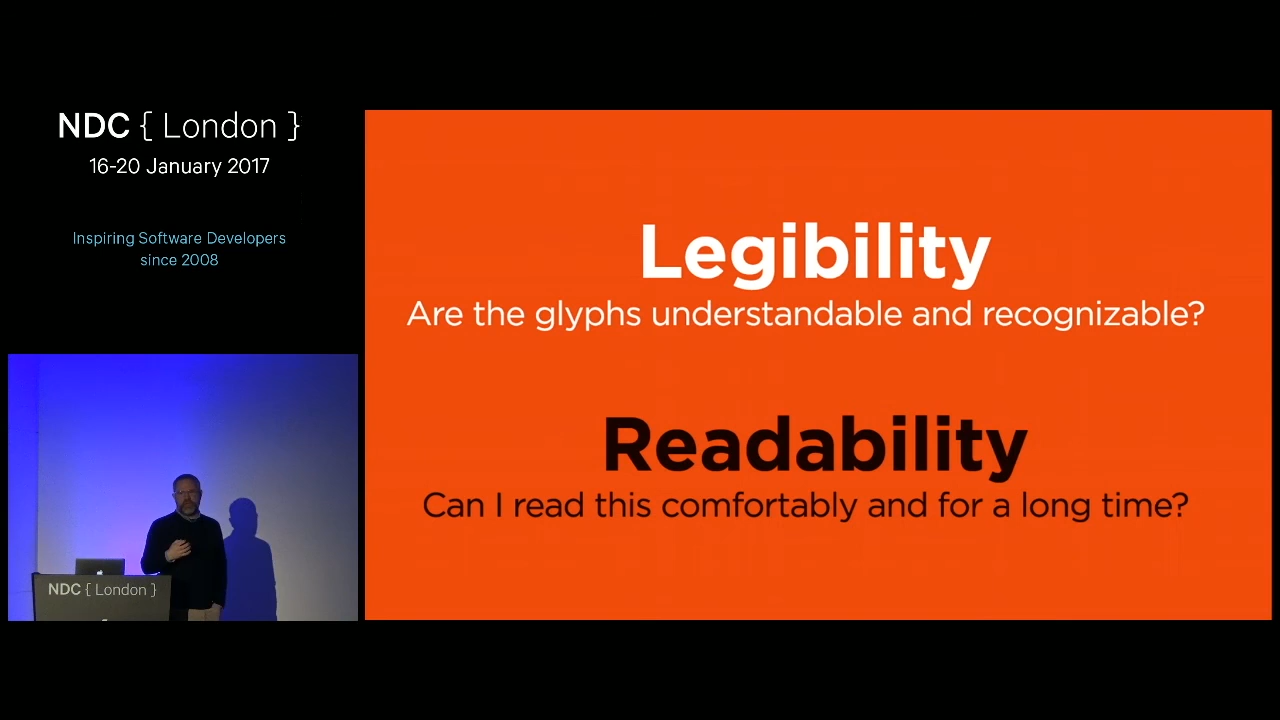 NDC { London }
16-20 January 2017
Inspiring Software Developers
since 2008
Legibility
Are the glyphs understandable and recognizable?
Readability
Can I read this comfortably and for a long time?
NDC { London }